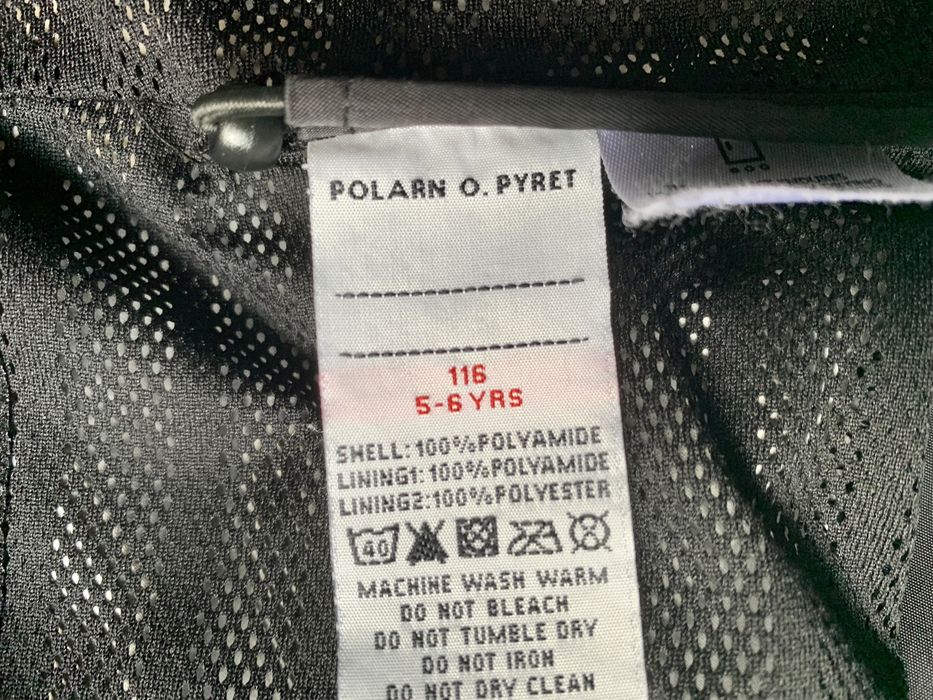 POLARN O. PYRET
116
5-6 YRS
SHELL: 100% POLYAMIDE
LINING1: 100% POLYAMIDE
LINING2: 100% POLYESTER
40
MACHINE WASH WARM
DO NOT BLEACH
DO NOT TUMBLE DRY
DO NOT IRON
DO NOT DRY CLEAN